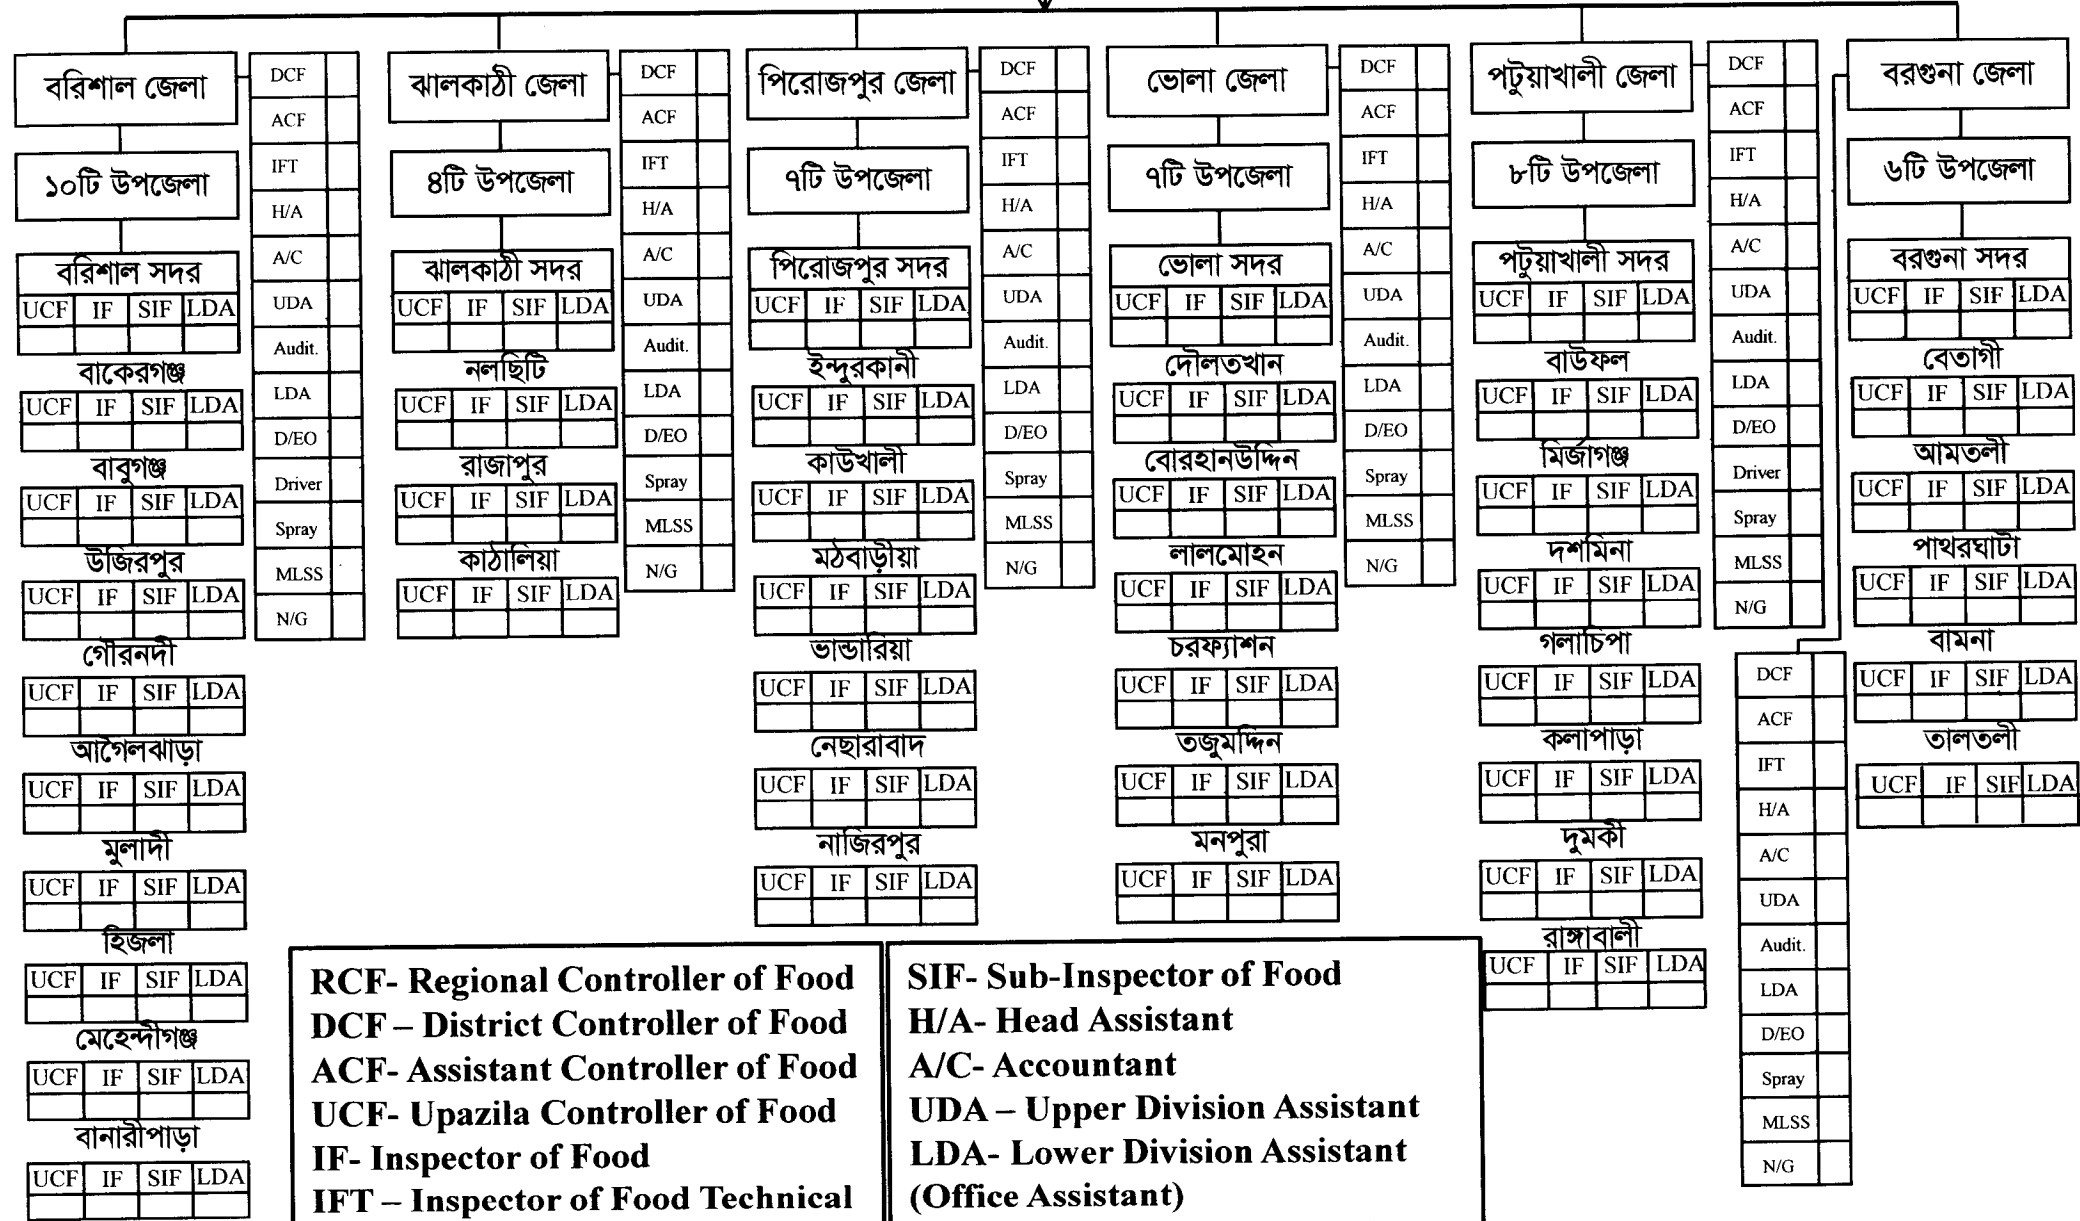 বরিশাল জেলা
DCF
ACF
IFT
H/A
A/C
UDA
Audit.
LDA
D/EO
Driver
Spray
MLSS
N/G
১০টি উপজেলা
বরিশাল সদর
UCF IF SIF LDA
বাকেরগঞ্জ
UCF IF SIF LDA
বাবুগঞ্জ
UCF IF SIF LDA
উজিরপুর
UCF IF SIF LDA
গৌরনদী
UCF IF SIF LDA
আগৈলঝাড়া
UCF IF SIF LDA
মুলাদী
UCF IF SIF LDA
হিজলা
UCF IF SIF LDA
মেহেন্দীগঞ্জ
UCF IF SIF LDA
বানারীপাড়া
UCF IF SIF LDA
ঝালকাঠী জেলা
DCF
ACF
IFT
H/A
A/C
UDA
Audit.
LDA
D/EO
Spray
MLSS
N/G
৪টি উপজেলা
ঝালকাঠী সদর
UCF IF SIF LDA
নলছিটি
UCF IF SIF LDA
রাজাপুর
UCF IF SIF LDA
কাঠালিয়া
UCF IF SIF LDA
পিরোজপুর জেলা
DCF
ACF
IFT
H/A
A/C
UDA
Audit.
LDA
D/EO
Spray
MLSS
N/G
৭টি উপজেলা
পিরোজপুর সদর
UCF IF SIF LDA
ইন্দুরকানী
UCF IF SIF LDA
কাউখালী
UCF IF SIF LDA
মঠবাড়ীয়া
UCF IF SIF LDA
ভান্ডারিয়া
UCF IF SIF LDA
নেছারাবাদ
UCF IF SIF LDA
নাজিরপুর
UCF IF SIF LDA
ভোলা জেলা
DCF
ACF
IFT
H/A
A/C
UDA
Audit.
LDA
D/EO
Spray
MLSS
N/G
৭টি উপজেলা
ভোলা সদর
UCF IF SIF LDA
দৌলতখান
UCF IF SIF LDA
বোরহানউদ্দিন
UCF IF SIF LDA
লালমোহন
UCF IF SIF LDA
চরফ্যাশন
UCF IF SIF LDA
তজুমদ্দিন
UCF IF SIF LDA
মনপুরা
UCF IF SIF LDA
পটুয়াখালী জেলা
DCF
ACF
IFT
H/A
A/C
UDA
Audit.
LDA
D/EO
Driver
Spray
MLSS
N/G
৮টি উপজেলা
পটুয়াখালী সদর
UCF IF SIF LDA
বাউফল
UCF IF SIF LDA
মির্জাগঞ্জ
UCF IF SIF LDA
দশমিনা
UCF IF SIF LDA
গলাচিপা
UCF IF SIF LDA
কলাপাড়া
UCF IF SIF LDA
দুমকী
UCF IF SIF LDA
রাঙ্গাবালী
UCF IF SIF LDA
বরগুনা জেলা
৬টি উপজেলা
বরগুনা সদর
UCF IF SIF LDA
বেতাগী
UCF IF SIF LDA
আমতলী
UCF IF SIF LDA
পাথরঘাটা
UCF IF SIF LDA
বামনা
UCF IF SIF LDA
তালতলী
UCF IF SIF LDA
DCF
ACF
IFT
H/A
A/C
UDA
Audit.
LDA
D/EO
Spray
MLSS
N/G
RCF- Regional Controller of Food
DCF – District Controller of Food
ACF- Assistant Controller of Food
UCF- Upazila Controller of Food
IF- Inspector of Food
IFT – Inspector of Food Technical
SIF- Sub-Inspector of Food
H/A- Head Assistant
A/C- Accountant
UDA – Upper Division Assistant
LDA- Lower Division Assistant
(Office Assistant)